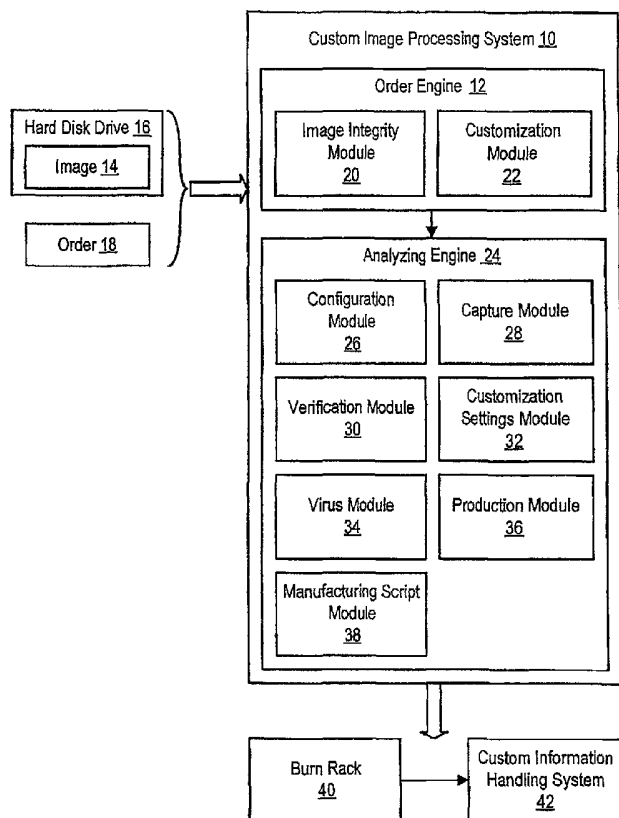 Custom Image Processing System 10
Order Engine 12
Image Integrity
Module
20
Customization
Module
22
Hard Disk Drive 16
Image 14
Order 18
Analyzing Engine 24
Configuration
Module
26
Capture Module
28
Verification Module
30
Customization
Settings Module
32
Virus Module
34
Production Module
36
Manufacturing Script
Module
38
Burn Rack
40
Custom Information
Handling System
42